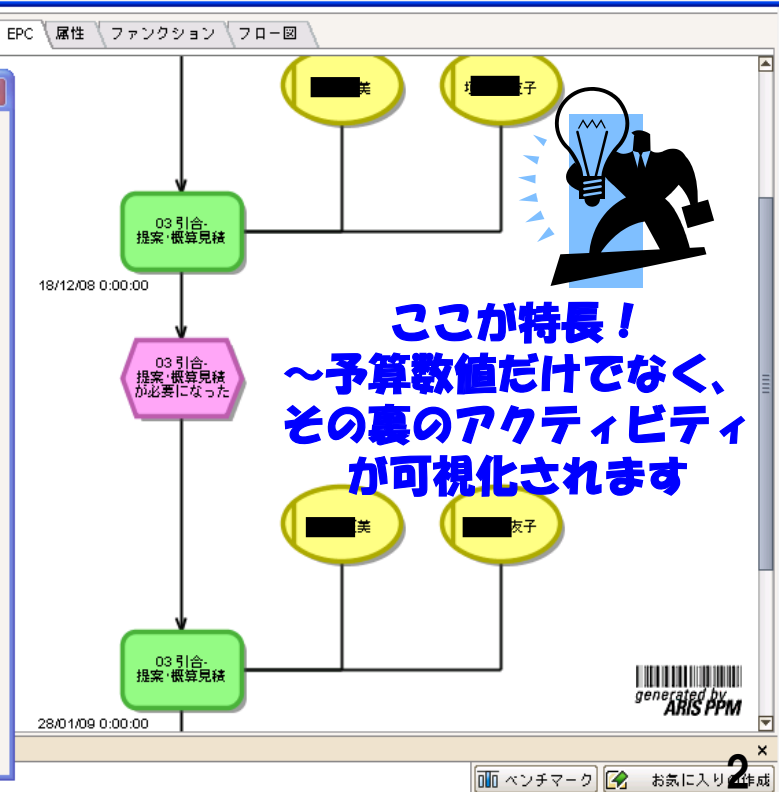 EPC 属性 ファンクション フロー図
美
子
03 引合-
提案・概算見積
18/12/08 0:00:00
03 引合-
提案・概算見積
が必要になった
ここが特長！
～予算数値だけでなく、
その裏のアクティビティ
が可視化されます
美
友子
03 引合-
提案・概算見積
28/01/09 0:00:00
generated by
ARIS PPM
ベンチマーク お気に入りの作成
2